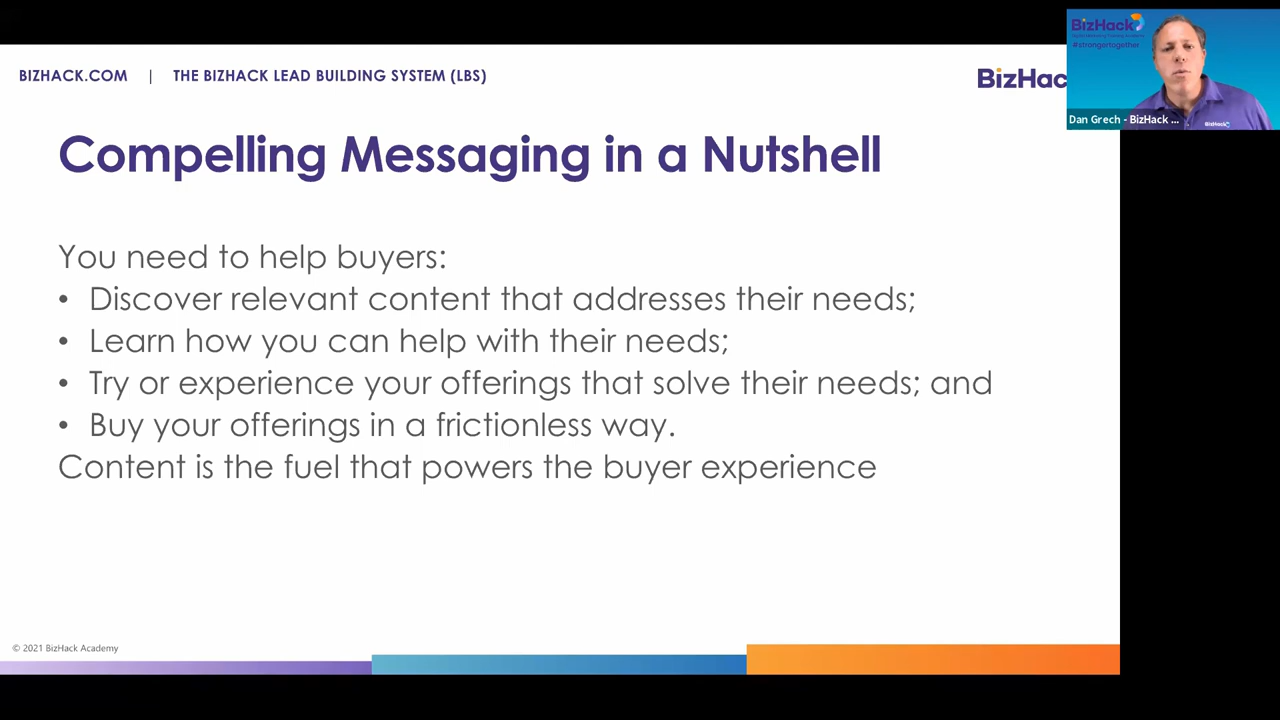 BIZHACK.COM | THE BIZHACK LEAD BUILDING SYSTEM (LBS)
BizHac
BizHack
#strongertogether
BizHack
Dan Grech - BizHack ...
Compelling Messaging in a Nutshell
You need to help buyers:
• Discover relevant content that addresses their needs;
• Learn how you can help with their needs;
• Try or experience your offerings that solve their needs; and
• Buy your offerings in a frictionless way.
Content is the fuel that powers the buyer experience
© 2021 BizHack Academy